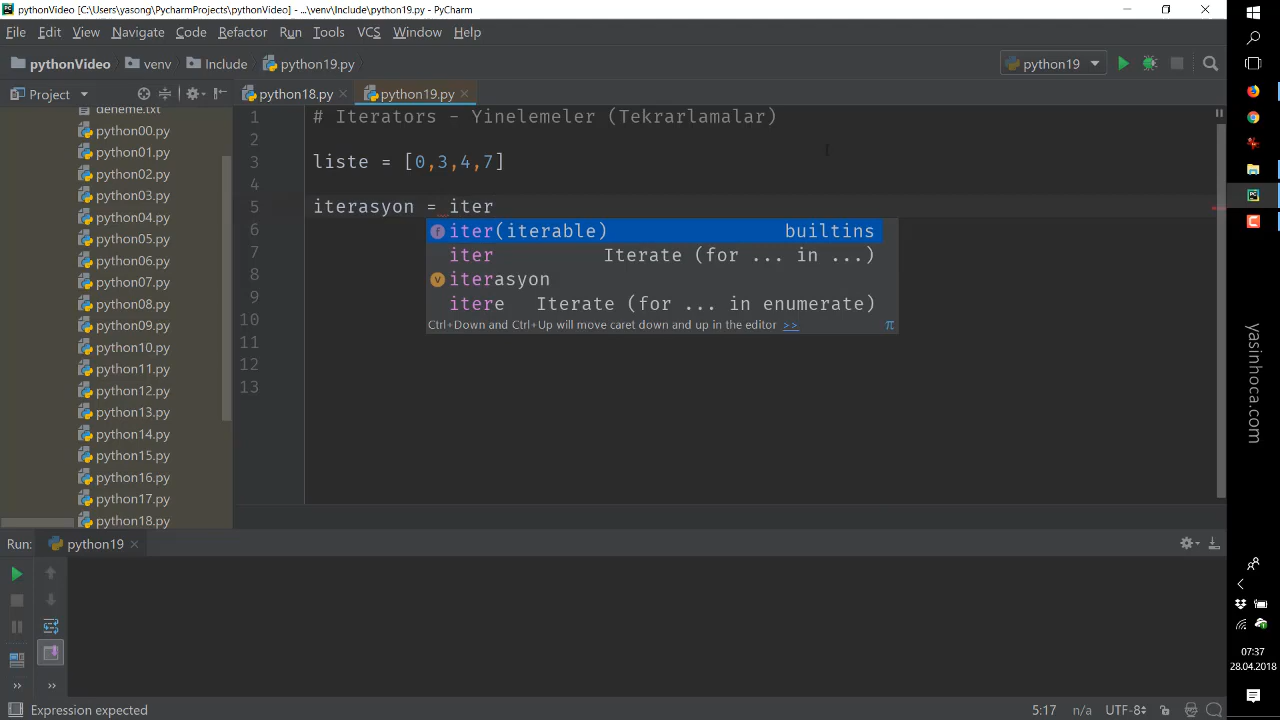 pythonVideo [C:\Users\yasong\PycharmProjects\pythonVideo] - ...\venv\Include\python19.py - PyCharm
File Edit View Navigate Code Refactor Run Tools VCS Window Help
pythonVideo venv Include python19.py python19
Project python18.py python19.py
deneme.txt
python00.py
python01.py
python02.py
python03.py
python04.py
python05.py
python06.py
python07.py
python08.py
python09.py
python10.py
python11.py
python12.py
python13.py
python14.py
python15.py
python16.py
python17.py
python18.py
1 # Iterators - Yinelemeler (Tekrarlamalar)
2
3 liste = [0,3,4,7]
4
5 iterasyon = iter
6
7
8
9
10
11
12
13
iter(iterable) builtins
iter Iterate (for ... in ...)
iterasyon
itere Iterate (for ... in enumerate)
Ctrl+Down and Ctrl+Up will move caret down and up in the editor >> π
Run: python19
Expression expected 5:17 n/a UTF-8
yasinhoca.com
07:37
28.04.2018